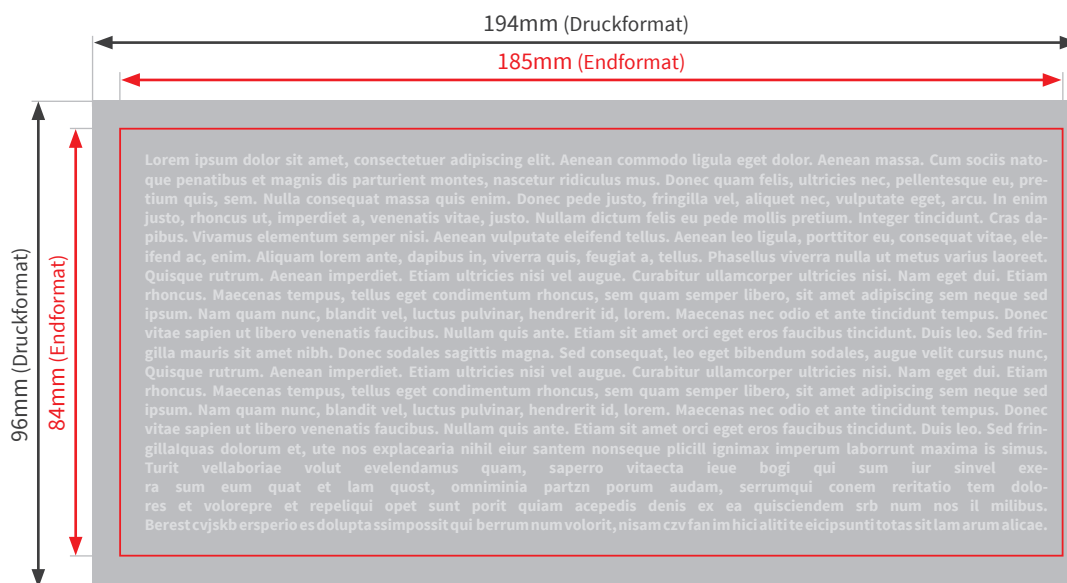 194mm (Druckformat)
185mm (Endformat)
96mm (Druckformat)
84mm (Endformat)
Lorem ipsum dolor sit amet, consectetuer adipiscing elit. Aenean commodo ligula eget dolor. Aenean massa. Cum sociis nato-
que penatibus et magnis dis parturient montes, nascetur ridiculus mus. Donec quam felis, ultricies nec, pellentesque eu, pre-
tium quis, sem. Nulla consequat massa quis enim. Donec pede justo, fringilla vel, aliquet nec, vulputate eget, arcu. In enim
justo, rhoncus ut, imperdiet a, venenatis vitae, justo. Nullam dictum felis eu pede mollis pretium. Integer tincidunt. Cras da-
pibus. Vivamus elementum semper nisi. Aenean vulputate eleifend tellus. Aenean leo ligula, porttitor eu, consequat vitae, ele-
ifend ac, enim. Aliquam lorem ante, dapibus in, viverra quis, feugiat a, tellus. Phasellus viverra nulla ut metus varius laoreet.
Quisque rutrum. Aenean imperdiet. Etiam ultricies nisi vel augue. Curabitur ullamcorper ultricies nisi. Nam eget dui. Etiam
rhoncus. Maecenas tempus, tellus eget condimentum rhoncus, sem quam semper libero, sit amet adipiscing sem neque sed
ipsum. Nam quam nunc, blandit vel, luctus pulvinar, hendrerit id, lorem. Maecenas nec odio et ante tincidunt tempus. Donec
vitae sapien ut libero venenatis faucibus. Nullam quis ante. Etiam sit amet orci eget eros faucibus tincidunt. Duis leo. Sed frin-
gilla mauris sit amet nibh. Donec sodales sagittis magna. Sed consequat, leo eget bibendum sodales, augue velit cursus nunc,
Quisque rutrum. Aenean imperdiet. Etiam ultricies nisi vel augue. Curabitur ullamcorper ultricies nisi. Nam eget dui. Etiam
rhoncus. Maecenas tempus, tellus eget condimentum rhoncus, sem quam semper libero, sit amet adipiscing sem neque sed
ipsum. Nam quam nunc, blandit vel, luctus pulvinar, hendrerit id, lorem. Maecenas nec odio et ante tincidunt tempus. Donec
vitae sapien ut libero venenatis faucibus. Nullam quis ante. Etiam sit amet orci eget eros faucibus tincidunt. Duis leo. Sed frin-
gillaIquas dolorum et, ute nos explacearia nihil eiur santem nonseque plicill ignimax imperum laborrunt maxima is simus.
Turit vellaboriae volut evelendamus quam, saperro vitaecta ieue bogi qui sum iur sinvel exe-
ra sum eum quat et lam quost, omniminia partzn porum audam, serrumqui conem reritatio tem dolo-
res et volorepre et repeliqui opet sunt porit quiam acepedis denis ex ea quisciendem srb num nos il milibus.
Berest cvjskb ersperio es dolupta ssimpossit qui berrum num volorit, nisam czv fan im hici aliti te eicipsunti totas sit lam arum alicae.